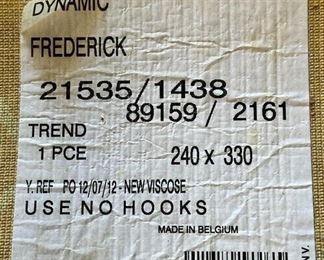 DYNAMIC
FREDERICK
21535/1438
89159 / 2161
TREND
1 PCE 240 x 330
Y. REF PO 12/07/12 - NEW VISCOSE
USE NO HOOKS
MADE IN BELGIUM
NV.